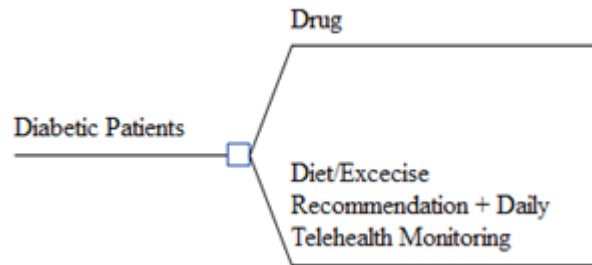 Drug
Diabetic Patients
Diet/Excecise
Recommendation + Daily
Telehealth Monitoring